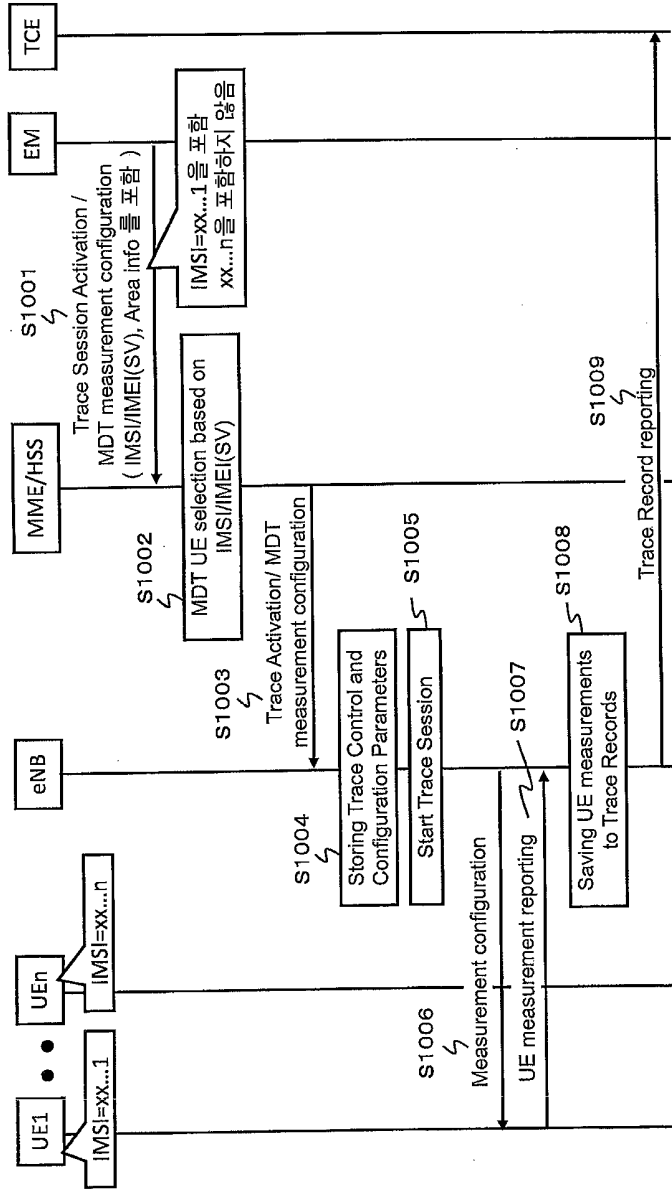 UE1
UEn
eNB
MME/HSS
EM
TCE
IMSI=xx...1
IMSI=xx...n
S1001
Trace Session Activation /
MDT measurement configuration
( IMSI/IMEI(SV), Area info 를 포함 )
IMSI=xx...1을 포함
xx...n을 포함하지 않음
S1002
MDT UE selection based on
IMSI/IMEI(SV)
S1003
Trace Activation/ MDT
measurement configuration
S1004
Storing Trace Control and
Configuration Parameters
S1005
Start Trace Session
S1006
Measurement configuration
S1007
UE measurement reporting
S1008
Saving UE measurements
to Trace Records
S1009
Trace Record reporting